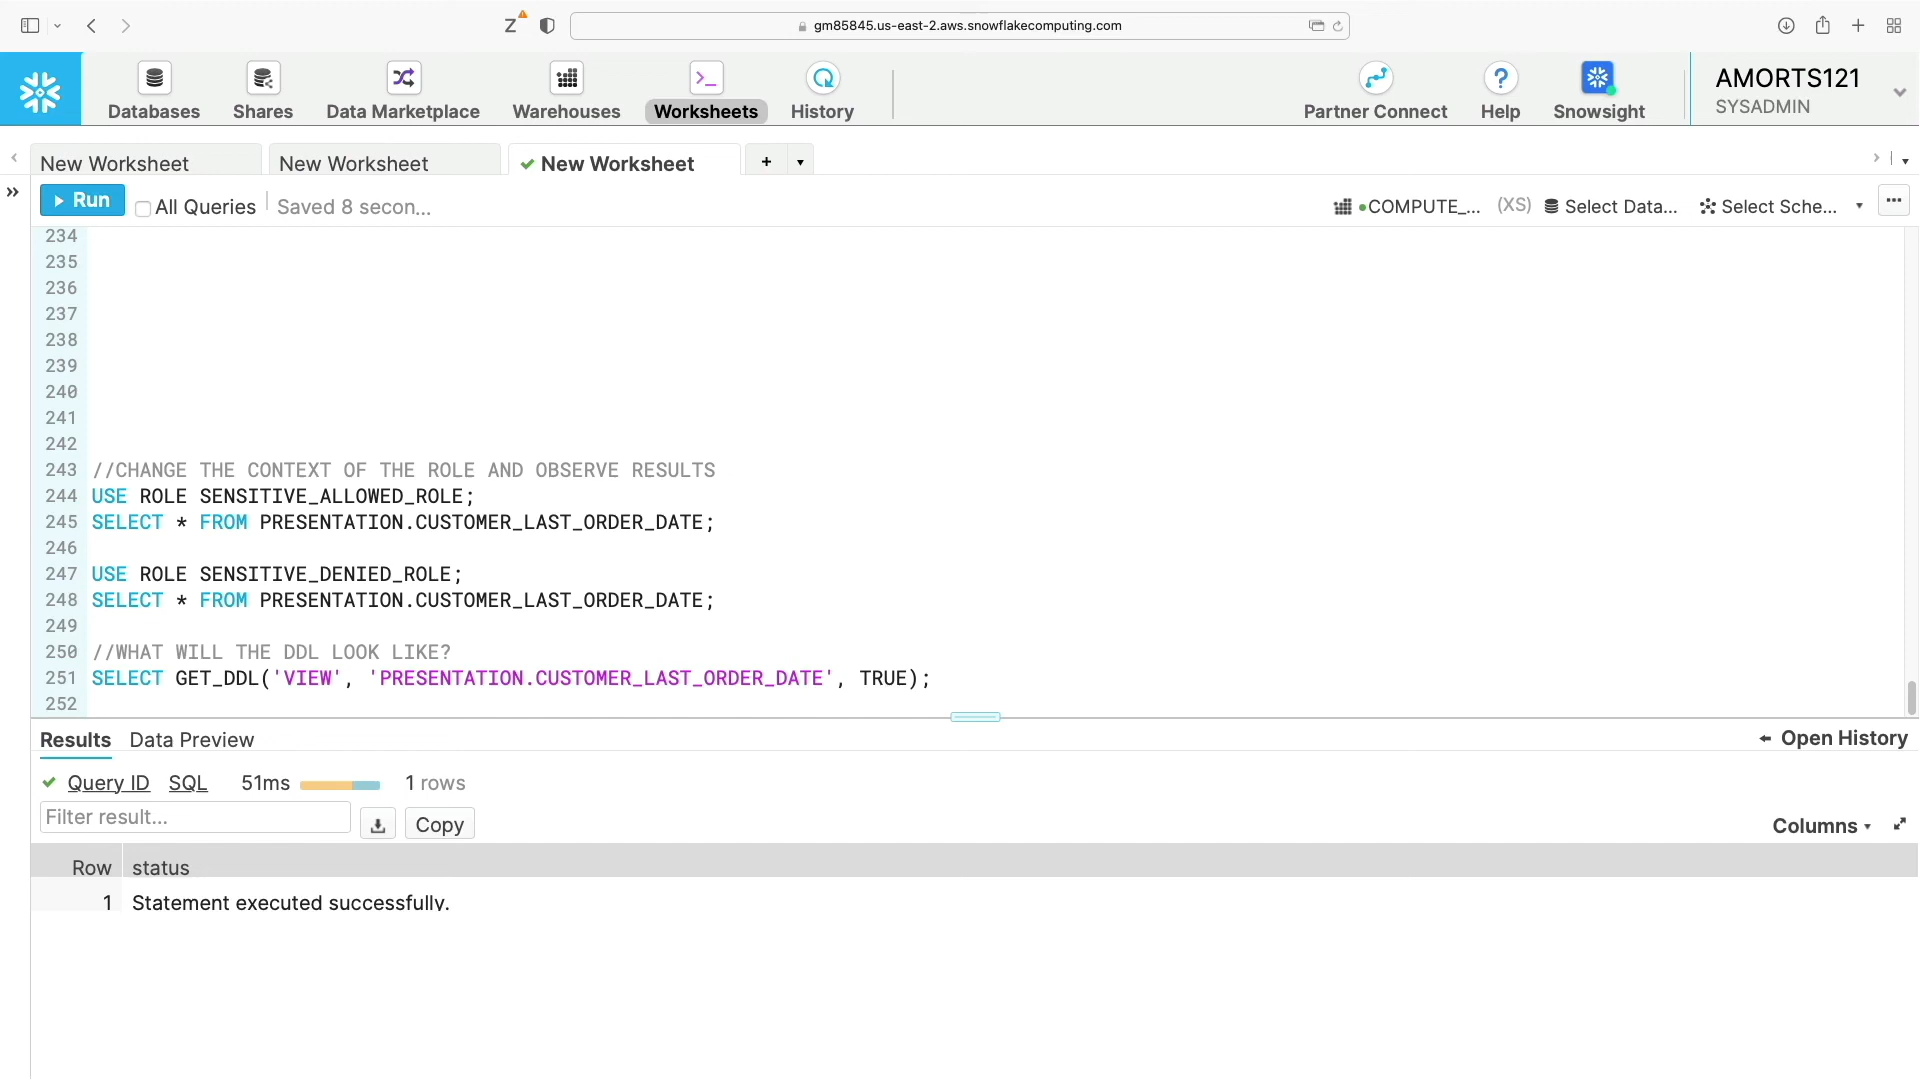 Z
gm85845.us-east-2.aws.snowflakecomputing.com
Databases
Shares
Data Marketplace
Warehouses
Worksheets
History
Partner Connect
Help
Snowsight
AMORTS121
SYSADMIN
New Worksheet
New Worksheet
New Worksheet
+
Run
All Queries
Saved 8 secon...
COMPUTE_...
(XS)
Select Data...
Select Sche...
234
235
236
237
238
239
240
241
242
243 //CHANGE THE CONTEXT OF THE ROLE AND OBSERVE RESULTS
244 USE ROLE SENSITIVE_ALLOWED_ROLE;
245 SELECT * FROM PRESENTATION.CUSTOMER_LAST_ORDER_DATE;
246
247 USE ROLE SENSITIVE_DENIED_ROLE;
248 SELECT * FROM PRESENTATION.CUSTOMER_LAST_ORDER_DATE;
249
250 //WHAT WILL THE DDL LOOK LIKE?
251 SELECT GET_DDL('VIEW', 'PRESENTATION.CUSTOMER_LAST_ORDER_DATE', TRUE);
252
Results
Data Preview
Open History
Query ID
SQL
51ms
1 rows
Filter result...
Copy
Columns
Row status
1 Statement executed successfully.